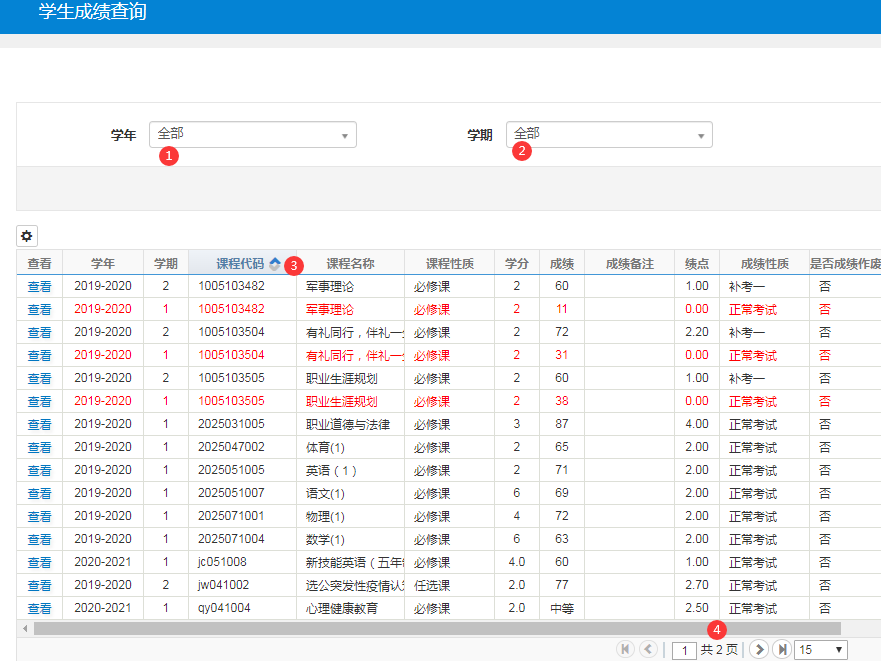 学生成绩查询
学年 全部 学期 全部
1 2
查看 学年 学期 课程代码 3 课程名称 课程性质 学分 成绩 成绩备注 绩点 成绩性质 是否成绩作废
查看 2019-2020 2 1005103482 军事理论 必修课 2 60 1.00 补考一 否
查看 2019-2020 1 1005103482 军事理论 必修课 2 11 0.00 正常考试 否
查看 2019-2020 2 1005103504 有礼同行，伴礼一 必修课 2 72 2.20 补考一 否
查看 2019-2020 1 1005103504 有礼同行，伴礼一 必修课 2 31 0.00 正常考试 否
查看 2019-2020 2 1005103505 职业生涯规划 必修课 2 60 1.00 补考一 否
查看 2019-2020 1 1005103505 职业生涯规划 必修课 2 38 0.00 正常考试 否
查看 2019-2020 1 2025031005 职业道德与法律 必修课 3 87 4.00 正常考试 否
查看 2019-2020 1 2025047002 体育(1) 必修课 2 65 2.00 正常考试 否
查看 2019-2020 1 2025051005 英语（1） 必修课 2 71 2.00 正常考试 否
查看 2019-2020 1 2025051007 语文(1) 必修课 6 69 2.00 正常考试 否
查看 2019-2020 1 2025071001 物理(1) 必修课 4 72 2.00 正常考试 否
查看 2019-2020 1 2025071004 数学(1) 必修课 6 63 2.00 正常考试 否
查看 2020-2021 1 jc051008 新技能英语（五年 必修课 4.0 60 1.00 正常考试 否
查看 2019-2020 2 jw041002 选公突发性疫情认 任选课 2.0 77 2.70 正常考试 否
查看 2020-2021 1 qy041004 心理健康教育 必修课 2.0 中等 2.50 正常考试 否
4
1 共 2 页 15